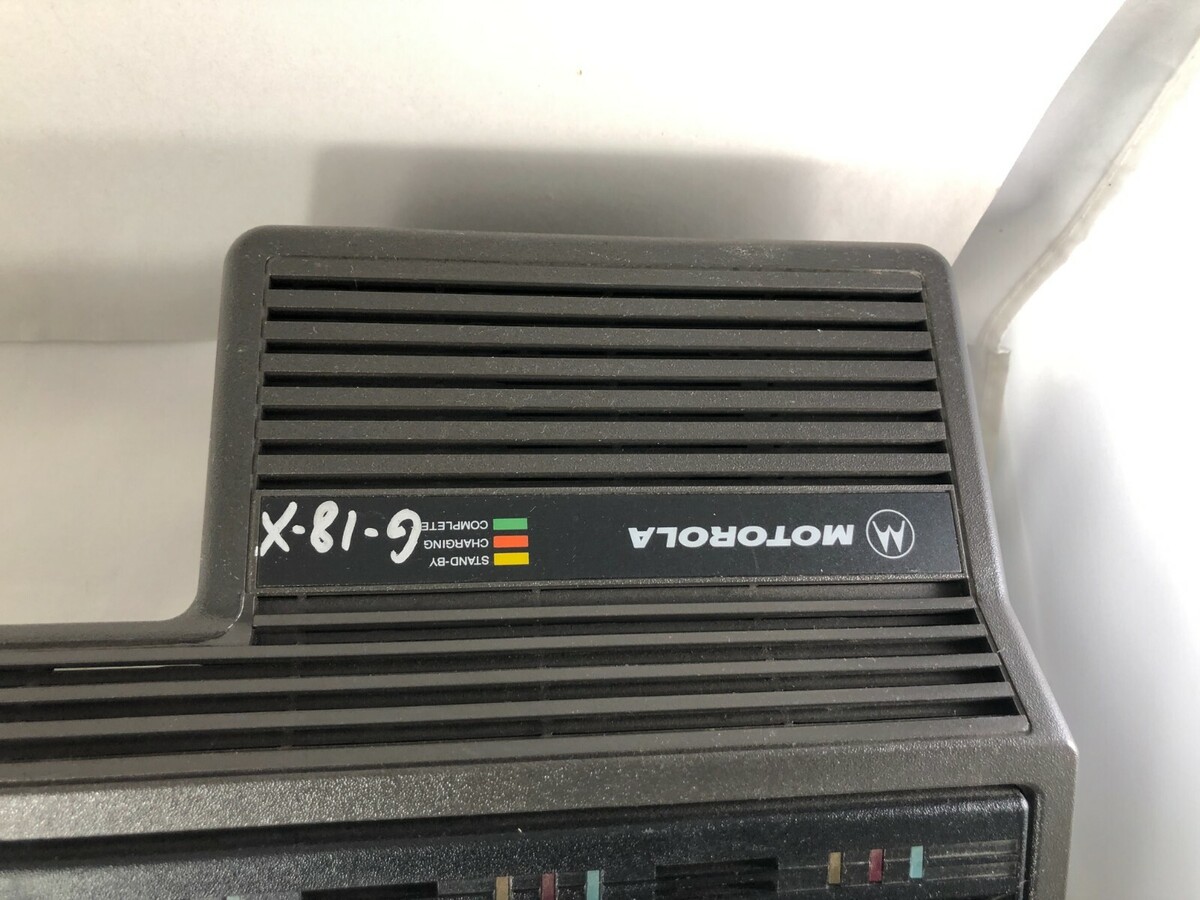 MOTOROLA
STAND-BY
CHARGING
COMPLETE
X-81-G